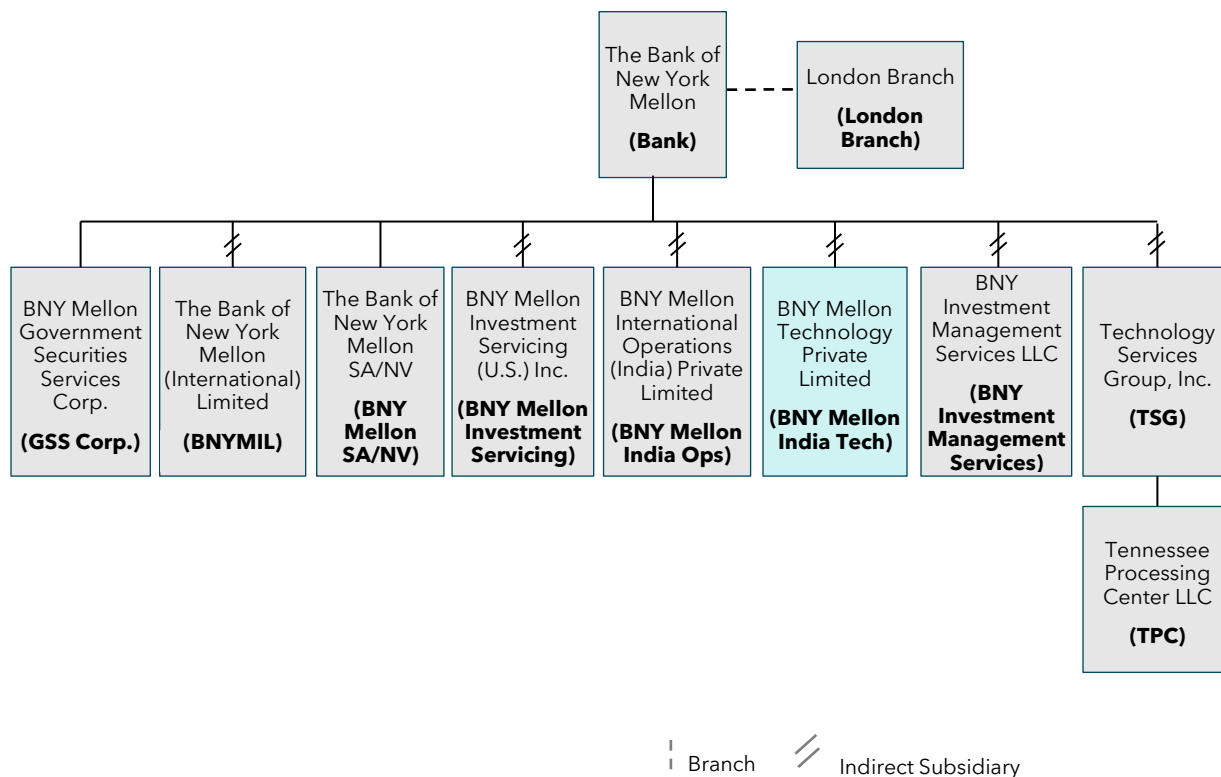 The Bank of
New York
Mellon
(Bank)
London Branch
(London
Branch)
BNY Mellon
Government
Securities
Services
Corp.
(GSS Corp.)
The Bank of
New York
Mellon
(International)
Limited
(BNYMIL)
The Bank of
New York
Mellon
SA/NV
(BNY
Mellon
SA/NV)
BNY Mellon
Investment
Servicing
(U.S.) Inc.
(BNY Mellon
Investment
Servicing)
BNY Mellon
International
Operations
(India) Private
Limited
(BNY Mellon
India Ops)
BNY Mellon
Technology
Private
Limited
(BNY Mellon
India Tech)
BNY
Investment
Management
Services LLC
(BNY
Investment
Management
Services)
Technology
Services
Group, Inc.
(TSG)
Tennessee
Processing
Center LLC
(TPC)
Branch
Indirect Subsidiary